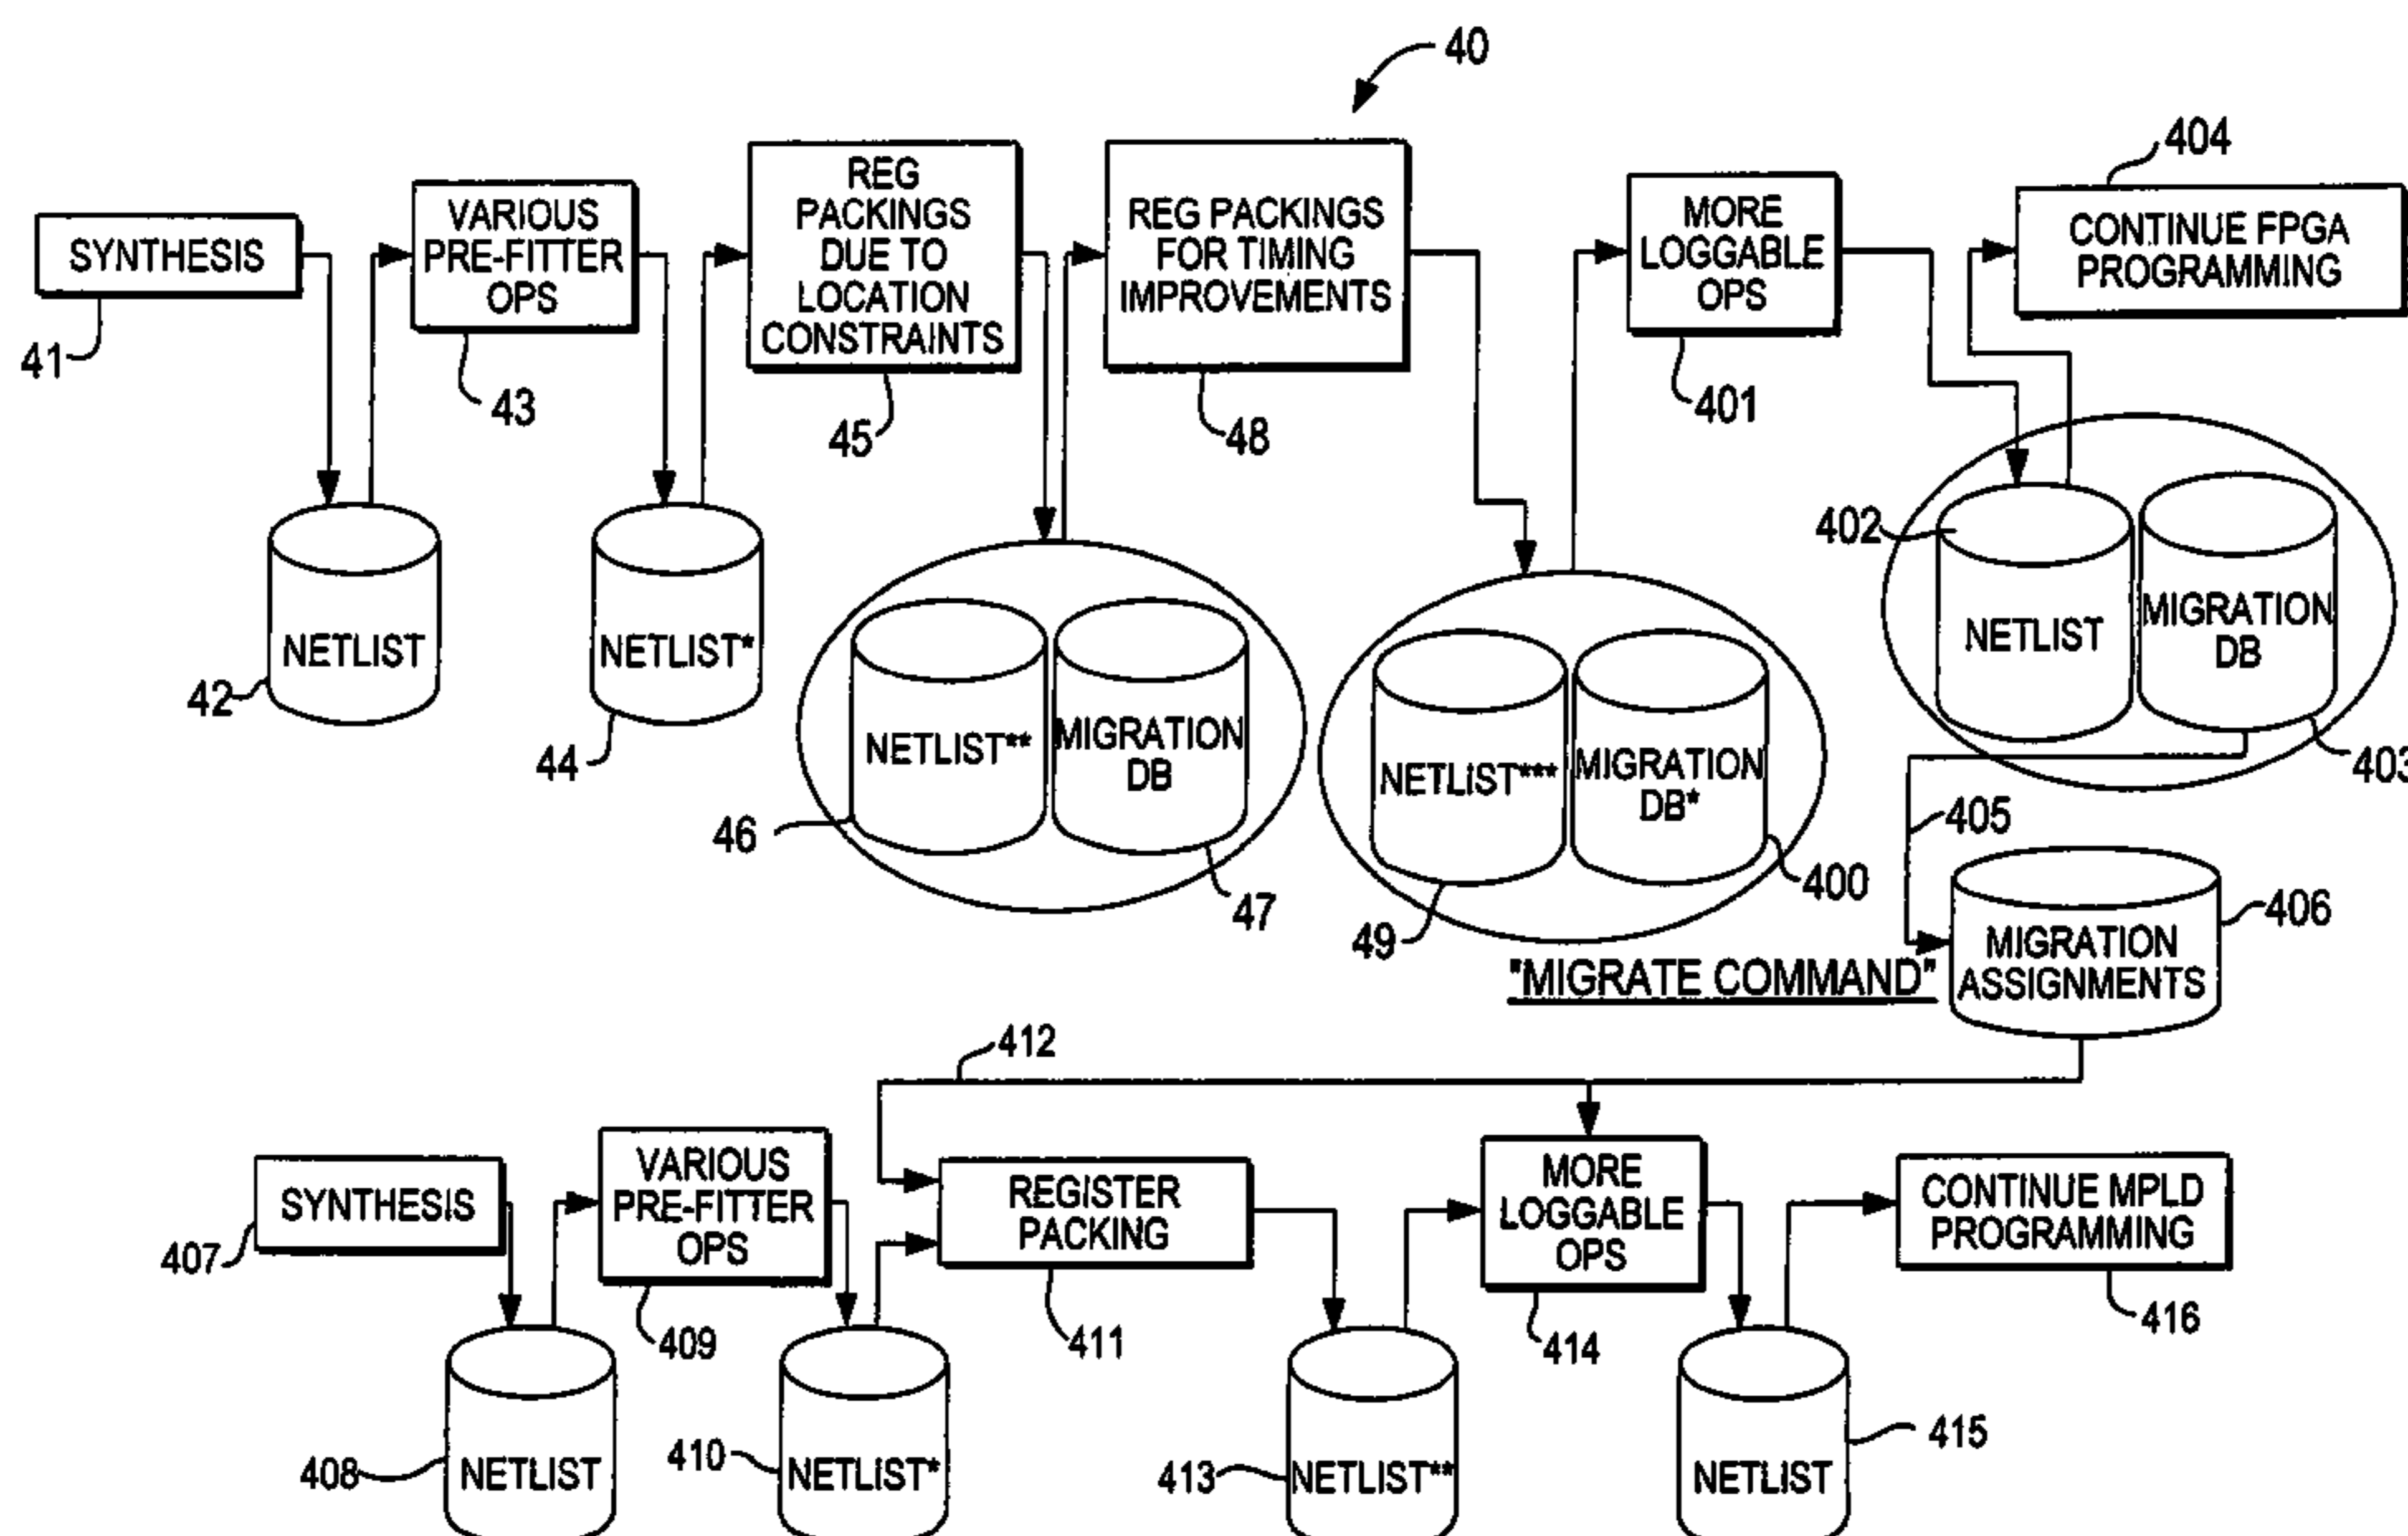 40
SYNTHESIS
41
VARIOUS
PRE-FITTER
OPS
43
REG
PACKINGS
DUE TO
LOCATION
CONSTRAINTS
45
REG PACKINGS
FOR TIMING
IMPROVEMENTS
48
MORE
LOGGABLE
OPS
401
404
CONTINUE FPGA
PROGRAMMING
NETLIST
42
NETLIST*
44
NETLIST**
46
MIGRATION
DB
47
NETLIST***
49
MIGRATION
DB*
400
402
NETLIST
MIGRATION
DB
403
405
406
MIGRATION
ASSIGNMENTS
"MIGRATE COMMAND"
412
SYNTHESIS
407
VARIOUS
PRE-FITTER
OPS
409
REGISTER
PACKING
411
MORE
LOGGABLE
OPS
414
CONTINUE MPLD
PROGRAMMING
416
408
NETLIST
410
NETLIST*
413
NETLIST**
NETLIST
415